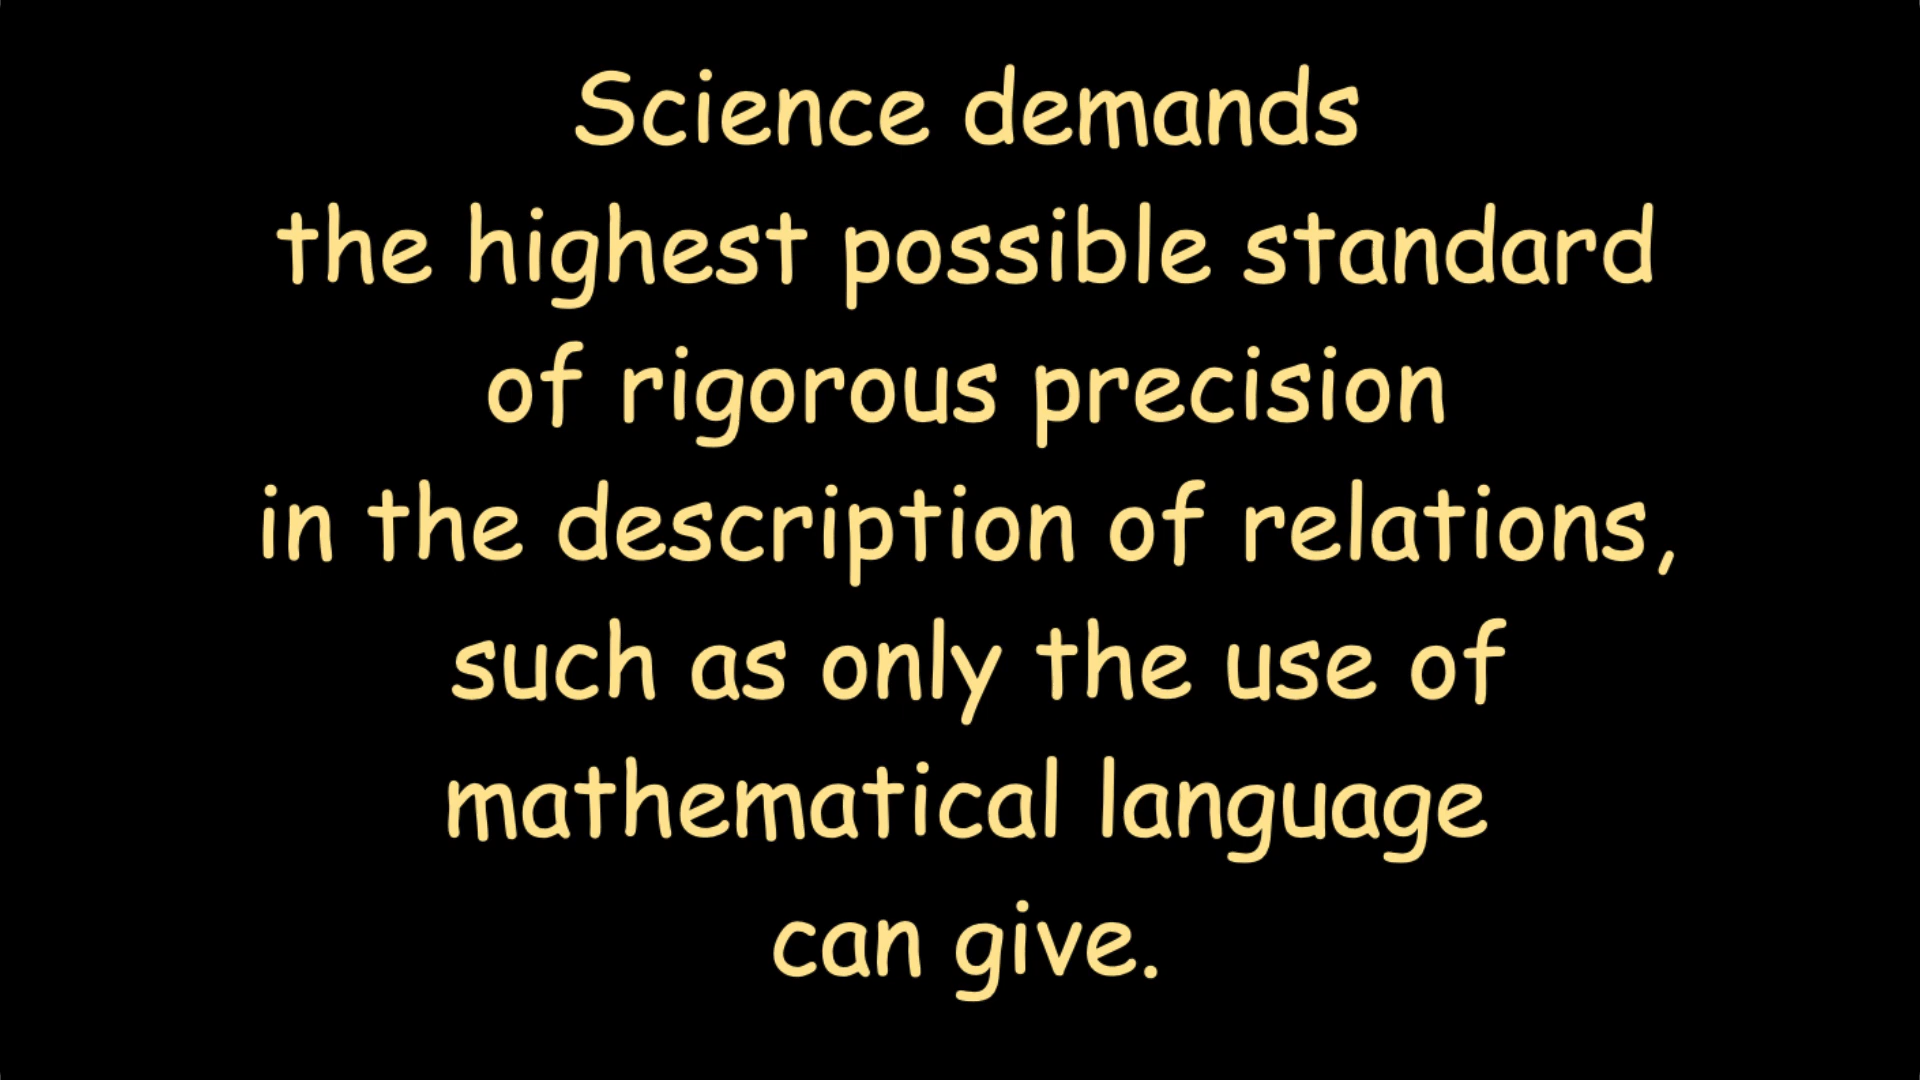 Science demands
the highest possible standard
of rigorous precision
in the description of relations,
such as only the use of
mathematical language
can give.